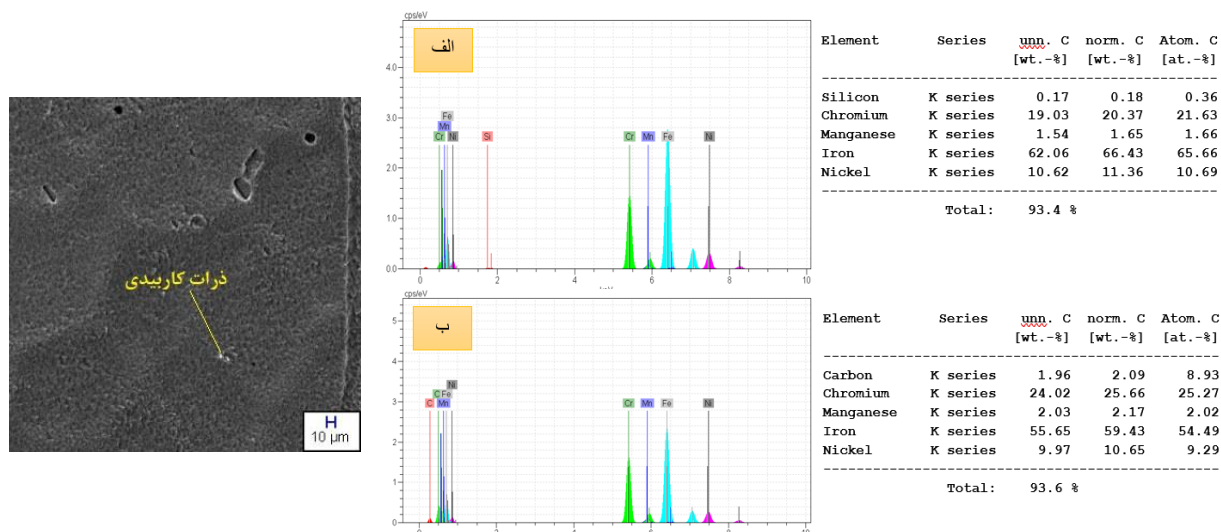 ذرات کاربیدی
H
10 µm
cps/eV
الف
4.0
3.0
2.0
1.0
0.0
Fe
Mn
Cr Ni Si Cr Mn Fe Ni
0 2 4 6 8 10
Element Series unn. C norm. C Atom. C
[wt.-%] [wt.-%] [at.-%]
Silicon K series 0.17 0.18 0.36
Chromium K series 19.03 20.37 21.63
Manganese K series 1.54 1.65 1.66
Iron K series 62.06 66.43 65.66
Nickel K series 10.62 11.36 10.69
Total: 93.4 %
cps/eV
ب
5
4
3
2
1
0
Ni
C Fe
C Mn Cr Mn Fe Ni
0 2 4 6 8 10
Element Series unn. C norm. C Atom. C
[wt.-%] [wt.-%] [at.-%]
Carbon K series 1.96 2.09 8.93
Chromium K series 24.02 25.66 25.27
Manganese K series 2.03 2.17 2.02
Iron K series 55.65 59.43 54.49
Nickel K series 9.97 10.65 9.29
Total: 93.6 %